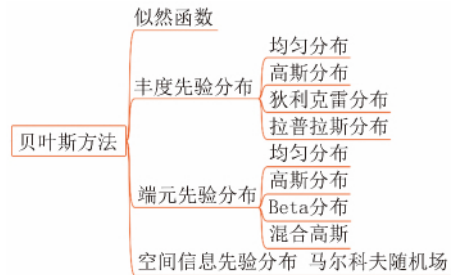 似然函数
均匀分布
高斯分布
丰度先验分布
狄利克雷分布
拉普拉斯分布
贝叶斯方法
均匀分布
高斯分布
端元先验分布
Beta分布
混合高斯
空间信息先验分布 马尔科夫随机场